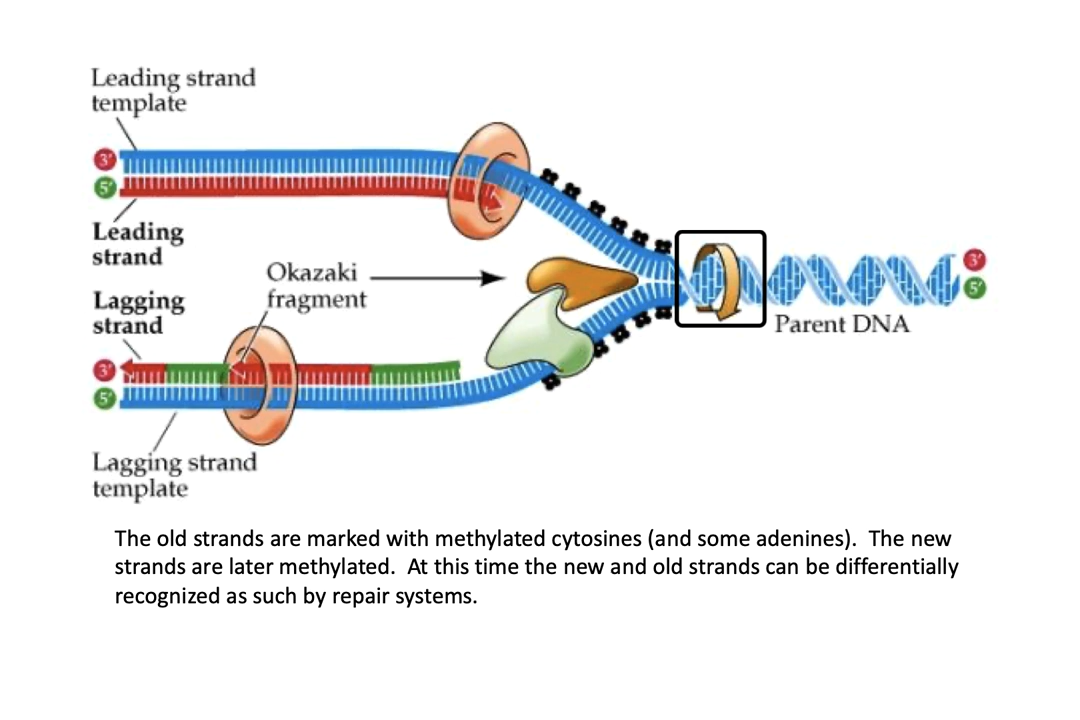 Leading strand
template
3'
5'
Leading
strand
Okazaki
fragment
Lagging
strand
3'
5'
Lagging strand
template
3'
5'
Parent DNA
The old strands are marked with methylated cytosines (and some adenines). The new
strands are later methylated. At this time the new and old strands can be differentially
recognized as such by repair systems.